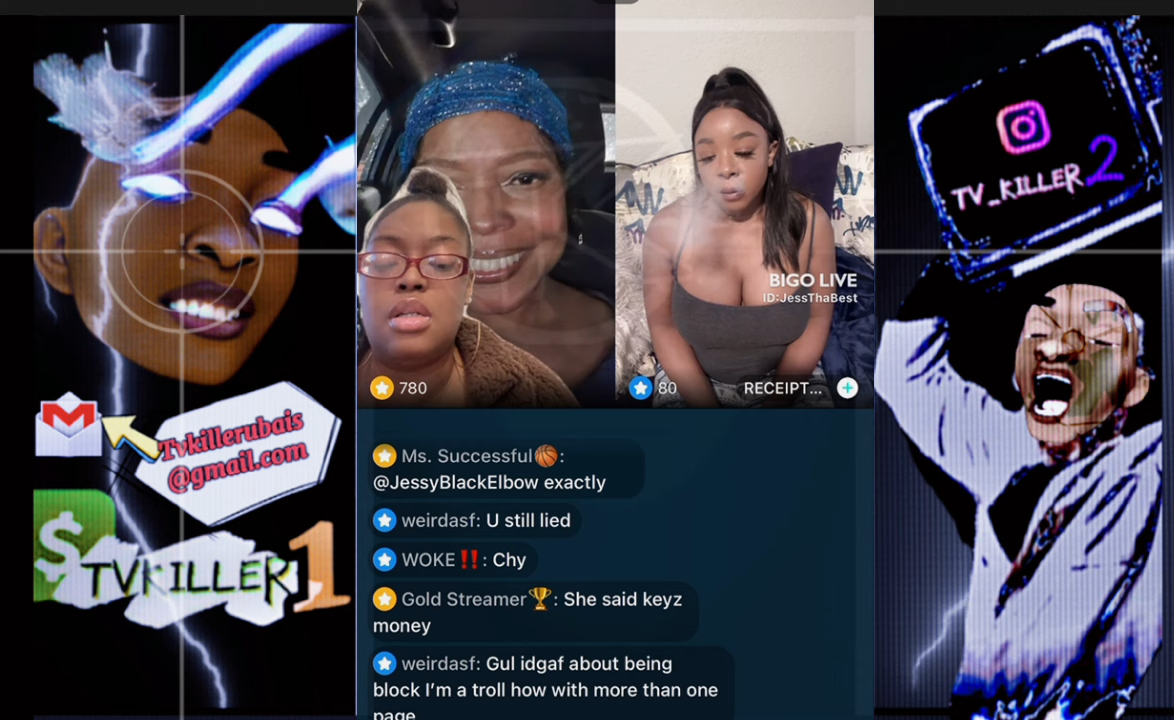 TV_KILLER2
BIGO LIVE
ID:JessThaBest
780
80
RECEIPT...
Tvkillerubais
@gmail.com
$
TVKILLER1
Ms. Successful🏀:
@JessyBlackElbow exactly
weirdasf: U still lied
WOKE‼️: Chy
Gold Streamer🏆: She said keyz
money
weirdasf: Gul idgaf about being
block I'm a troll how with more than one
page